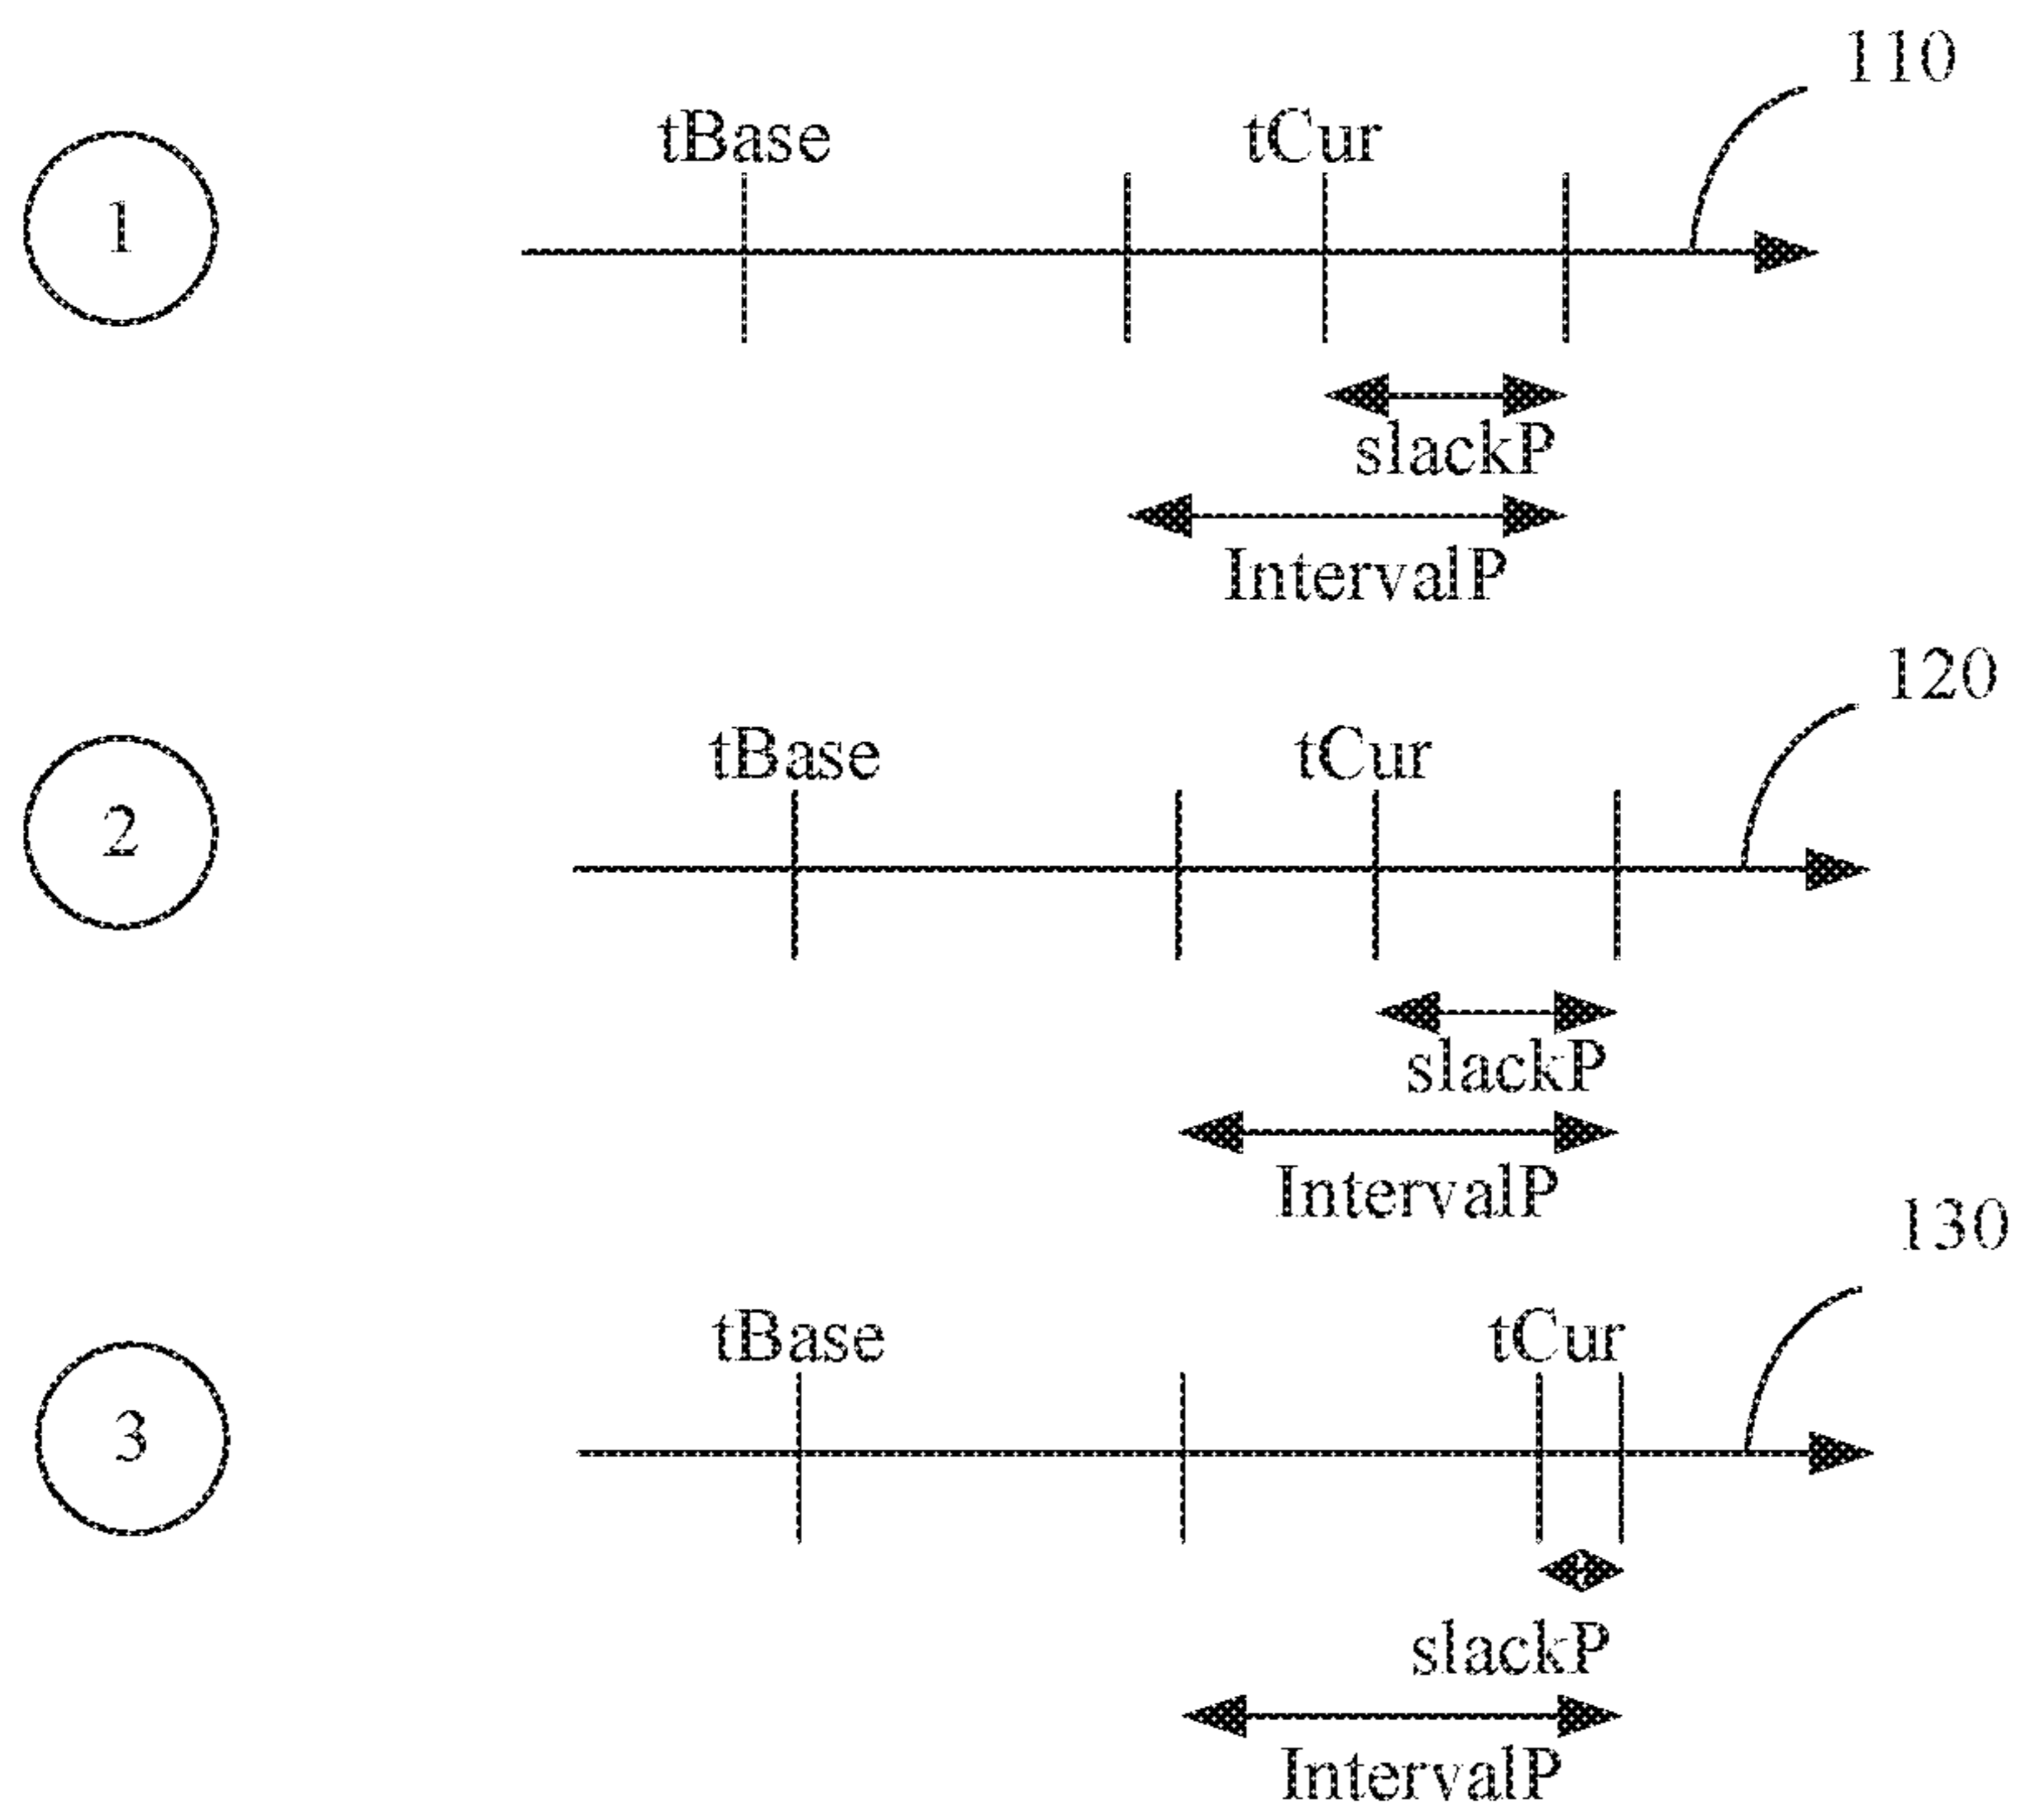 110
tBase tCur
1
slackP
IntervalP
120
tBase tCur
2
slackP
IntervalP
130
tBase tCur
3
slackP
IntervalP